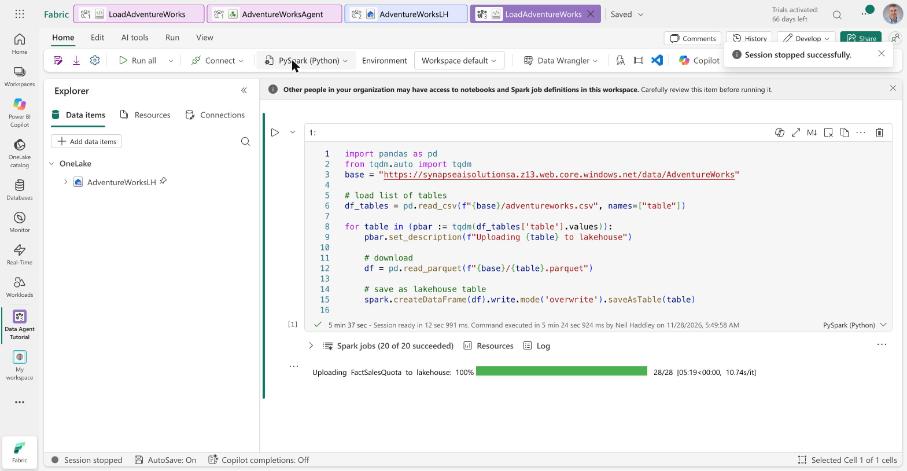 Fabric
LoadAdventureWorks
AdventureWorksAgent
AdventureWorksLH
LoadAdventureWorks
Saved
Trials activated:
66 days left
Home
Edit
AI tools
Run
View
Comments
History
Develop
Share
Run all
Connect
PySpark (Python)
Environment
Workspace default
Data Wrangler
Copilot
Session stopped successfully.
Home
Workspaces
Power BI
Copilot
OneLake
catalog
Databases
Monitor
Real-Time
Workloads
Data Agent
Tutorial
My
workspace
Fabric
Explorer
Data items
Resources
Connections
Add data items
OneLake
AdventureWorksLH
Other people in your organization may have access to notebooks and Spark job definitions in this workspace. Carefully review this item before running it.
1:
M↓
1 import pandas as pd
2 from tqdm.auto import tqdm
3 base = "https://synapseaisolutionsa.z13.web.core.windows.net/data/AdventureWorks"
4
5 # load list of tables
6 df_tables = pd.read_csv(f"{base}/adventureworks.csv", names=["table"])
7
8 for table in (pbar := tqdm(df_tables['table'].values)):
9 pbar.set_description(f"Uploading {table} to lakehouse")
10
11 # download
12 df = pd.read_parquet(f"{base}/{table}.parquet")
13
14 # save as lakehouse table
15 spark.createDataFrame(df).write.mode('overwrite').saveAsTable(table)
16
[1]
5 min 37 sec - Session ready in 12 sec 991 ms. Command executed in 5 min 24 sec 924 ms by Neil Haddley on 11/28/2026, 5:49:58 AM
PySpark (Python)
Spark jobs (20 of 20 succeeded)
Resources
Log
Uploading FactSalesQuota to lakehouse: 100%
28/28 [05:19<00:00, 10.74s/it]
Session stopped
AutoSave: On
Copilot completions: Off
Selected Cell 1 of 1 cells